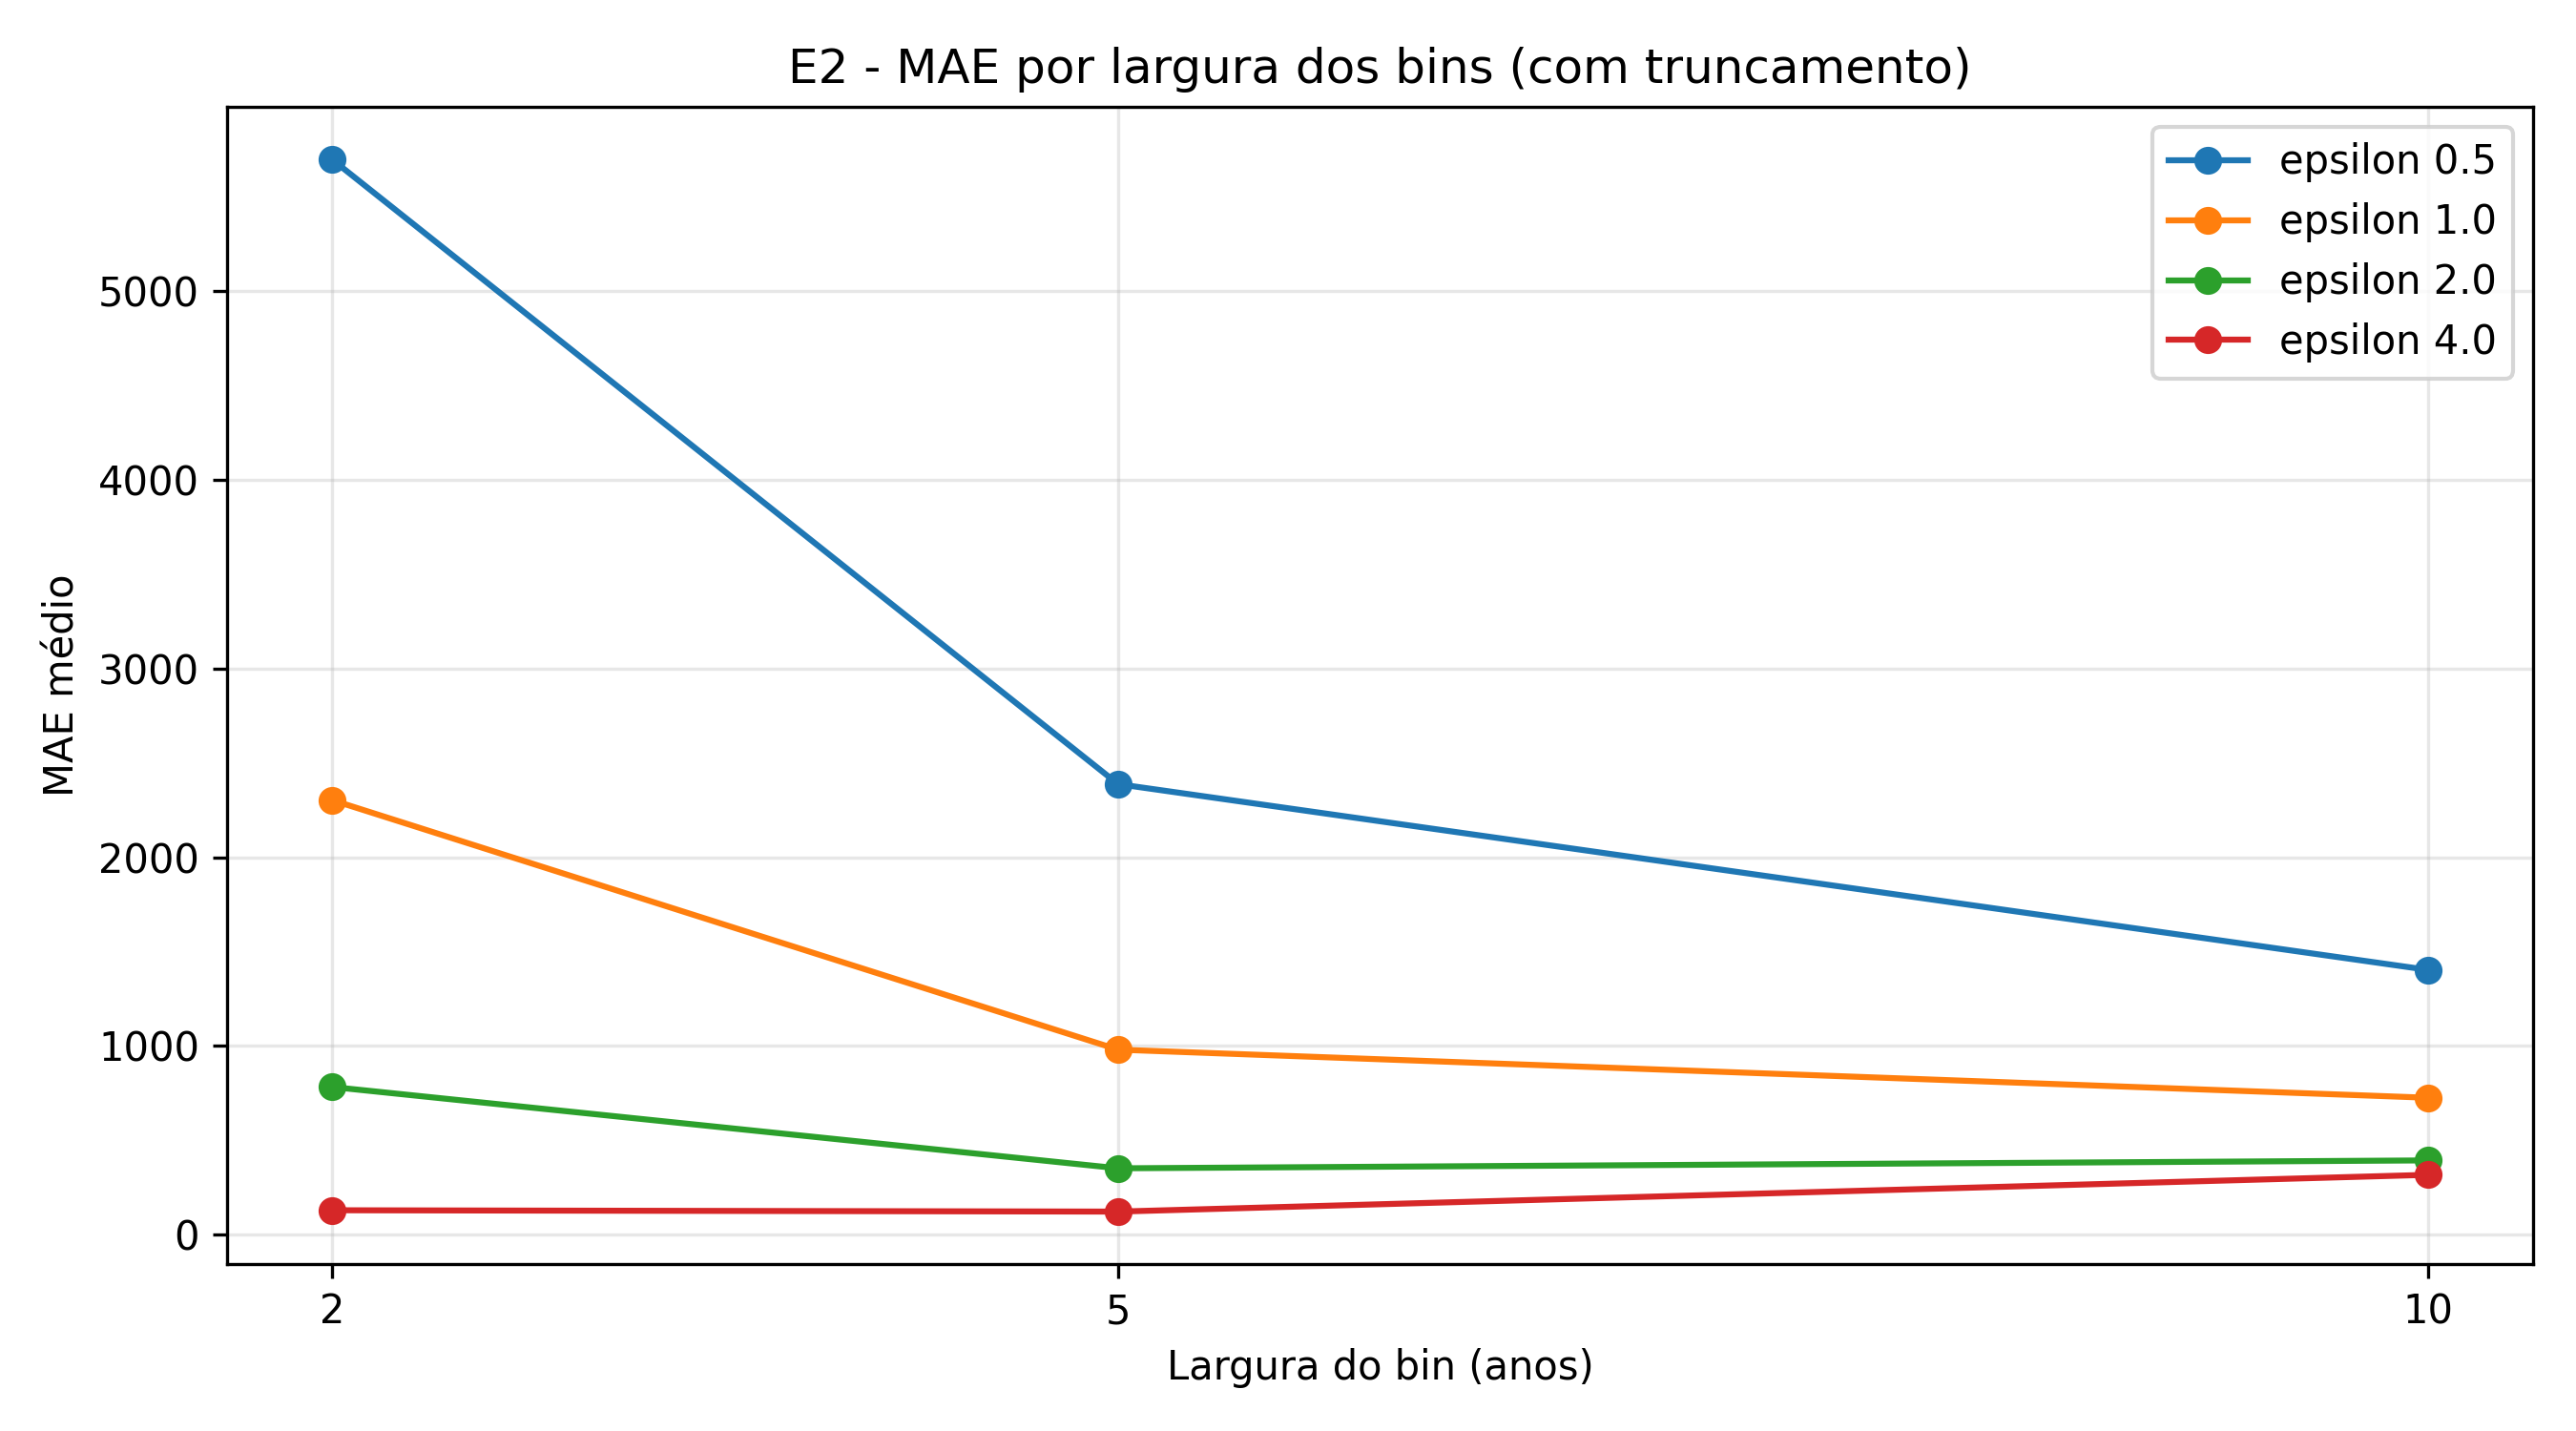 E2 - MAE por largura dos bins (com truncamento)
epsilon 0.5
epsilon 1.0
epsilon 2.0
epsilon 4.0
MAE médio
5000
4000
3000
2000
1000
0
2 5 10
Largura do bin (anos)